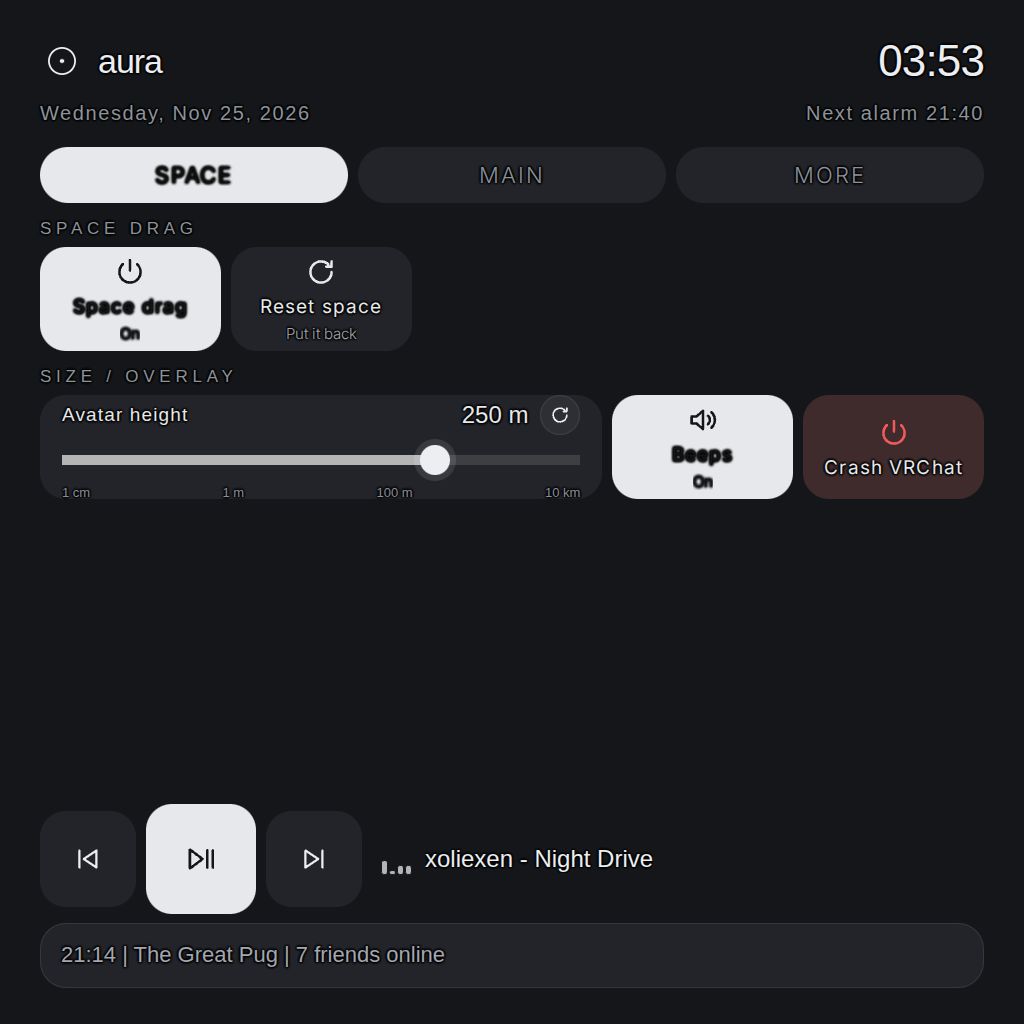 aura
03:53
Wednesday, Nov 25, 2026
Next alarm 21:40
SPACE
MAIN
MORE
SPACE DRAG
Space drag
On
Reset space
Put it back
SIZE / OVERLAY
Avatar height
250 m
1 cm
1 m
100 m
10 km
Beeps
On
Crash VRChat
xoliexen - Night Drive
21:14 | The Great Pug | 7 friends online